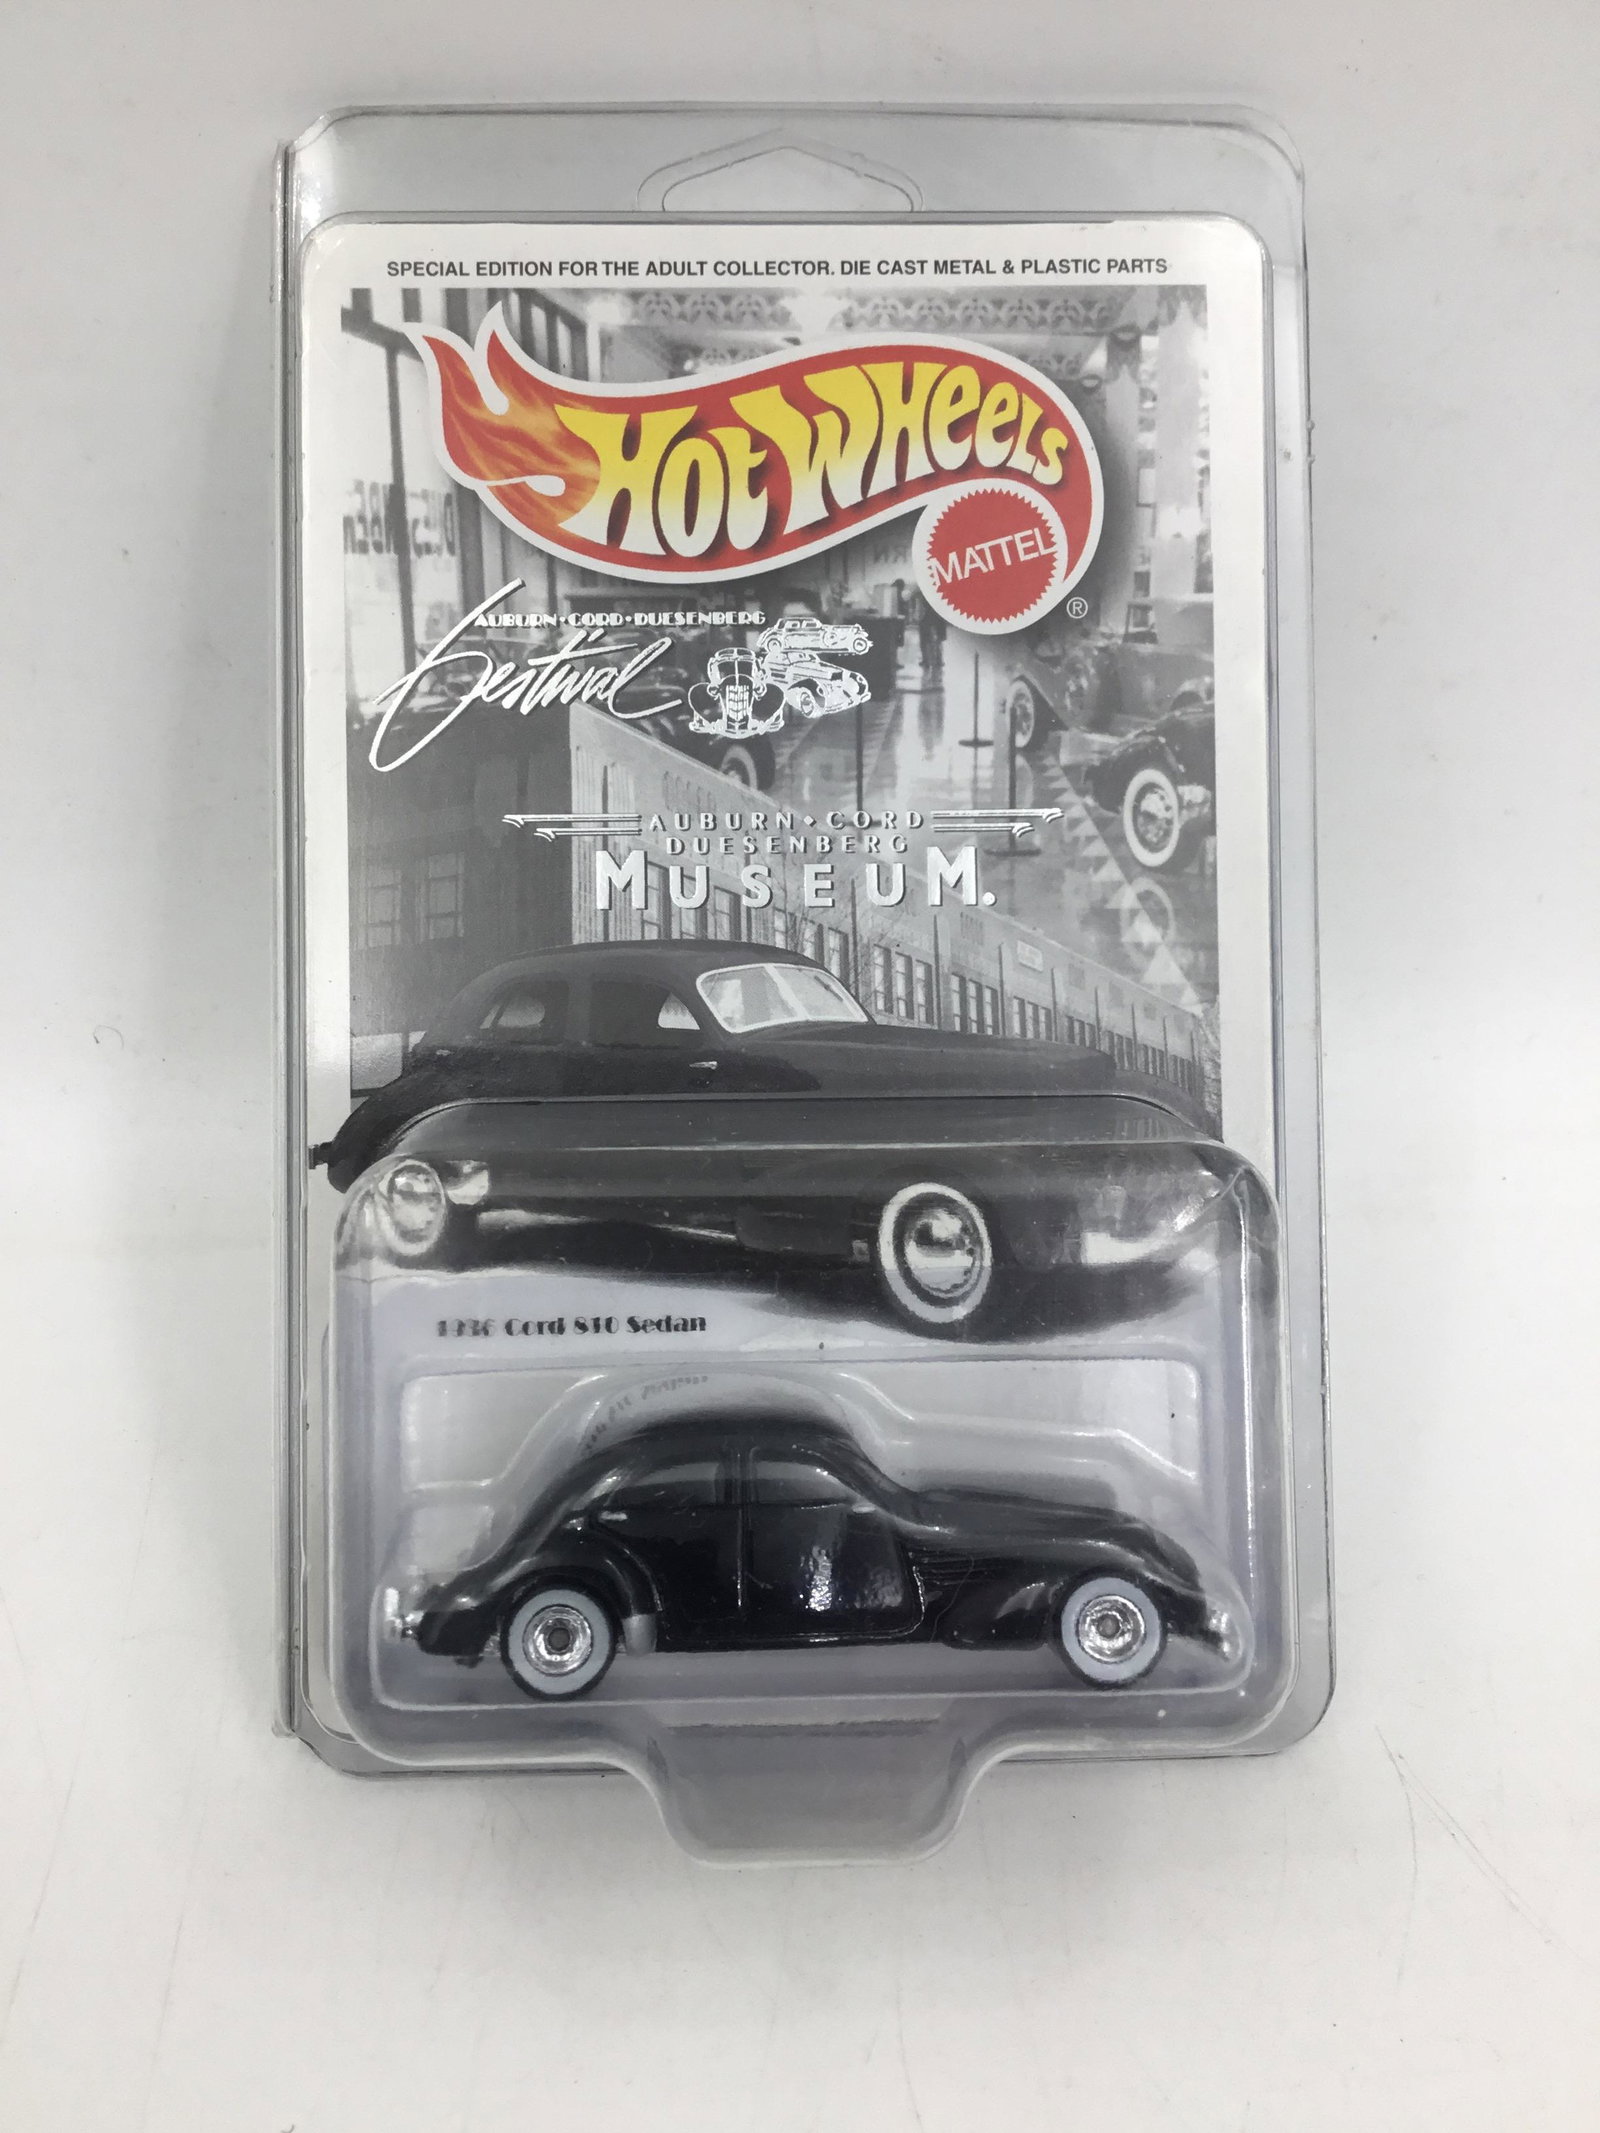 SPECIAL EDITION FOR THE ADULT COLLECTOR. DIE CAST METAL & PLASTIC PARTS
HOT WHEELS
MATTEL
®
AUBURN·CORD·DUESENBERG
Festival
AUBURN◆CORD
DUESENBERG
MUSEUM.
1936 Cord 810 Sedan